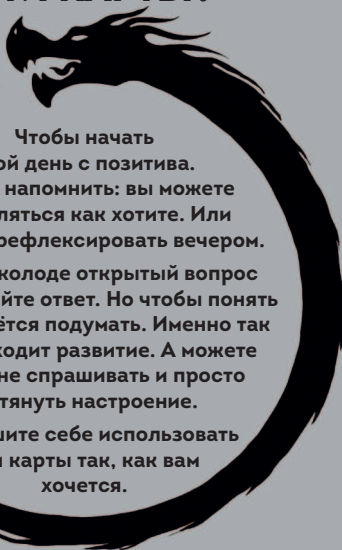 Чтобы начать
ой день с позитива.
напомнить: вы можете
ляться как хотите. Или
рефлексировать вечером.
колоде открытый вопрос
йте ответ. Но чтобы понять
ётся подумать. Именно так
ходит развитие. А можете
не спрашивать и просто
тянуть настроение.
шите себе использовать
карты так, как вам
хочется.